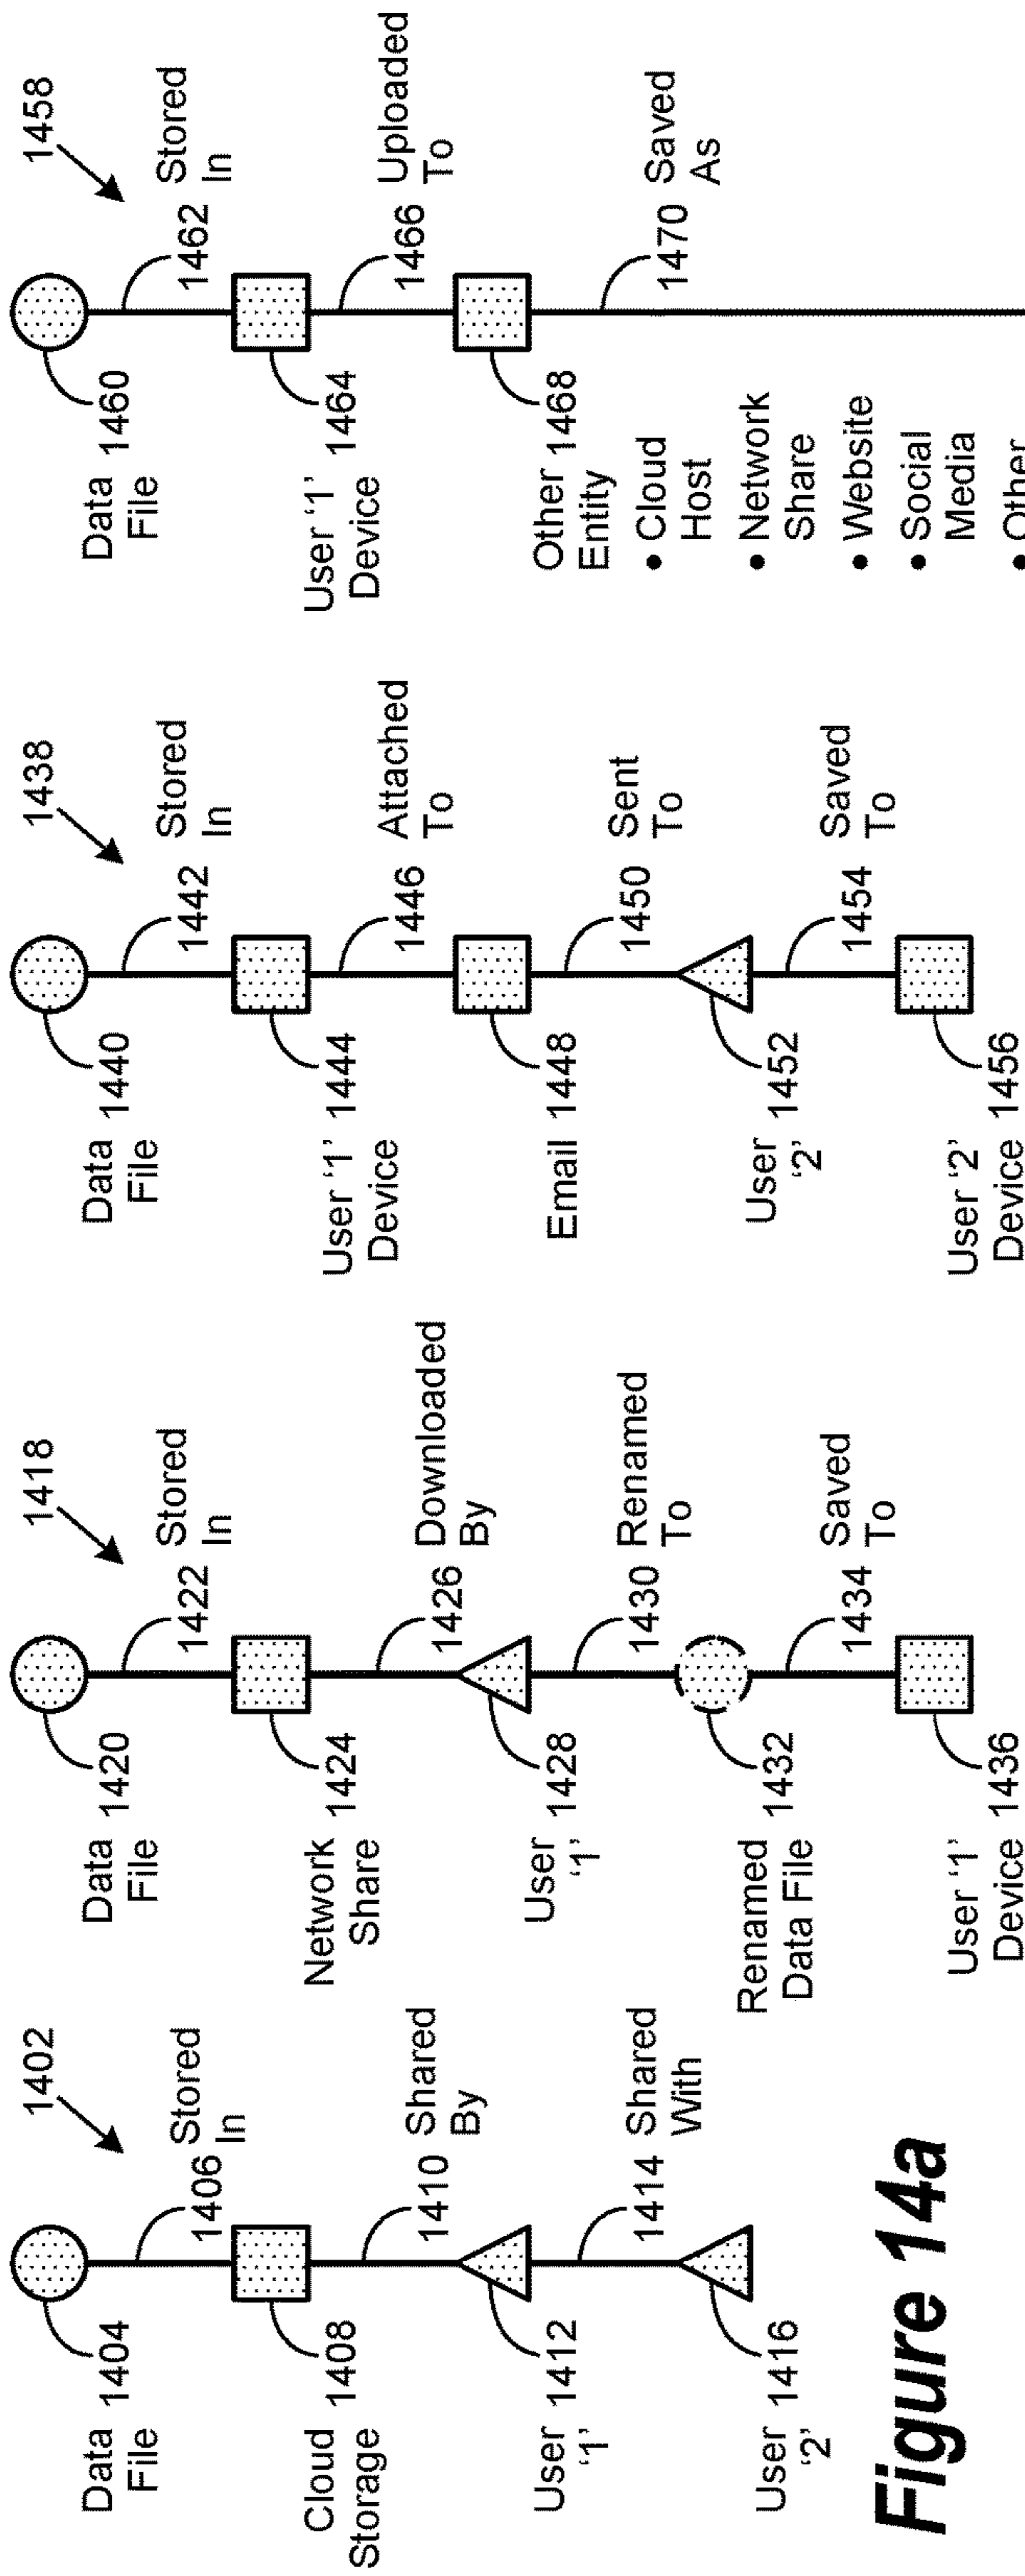 1402
Data
File
1404
1406
Stored
In
Cloud
Storage
1408
1410
Shared
By
User
‘1’
1412
1414
Shared
With
User
‘2’
1416
1418
Data
File
1420
1422
Stored
In
Network
Share
1424
1426
Downloaded
By
User
‘1’
1428
1430
Renamed
To
Renamed
Data File
1432
1434
Saved
To
User ‘1’
Device
1436
1438
Data
File
1440
1442
Stored
In
User ‘1’
Device
1444
1446
Attached
To
Email
1448
1450
Sent
To
User
‘2’
1452
1454
Saved
To
User ‘2’
Device
1456
1458
Data
File
1460
1462
Stored
In
User ‘1’
Device
1464
1466
Uploaded
To
Other
Entity
1468
1470
Saved
As
• Cloud
Host
• Network
Share
• Website
• Social
Media
• Other
Figure 14a